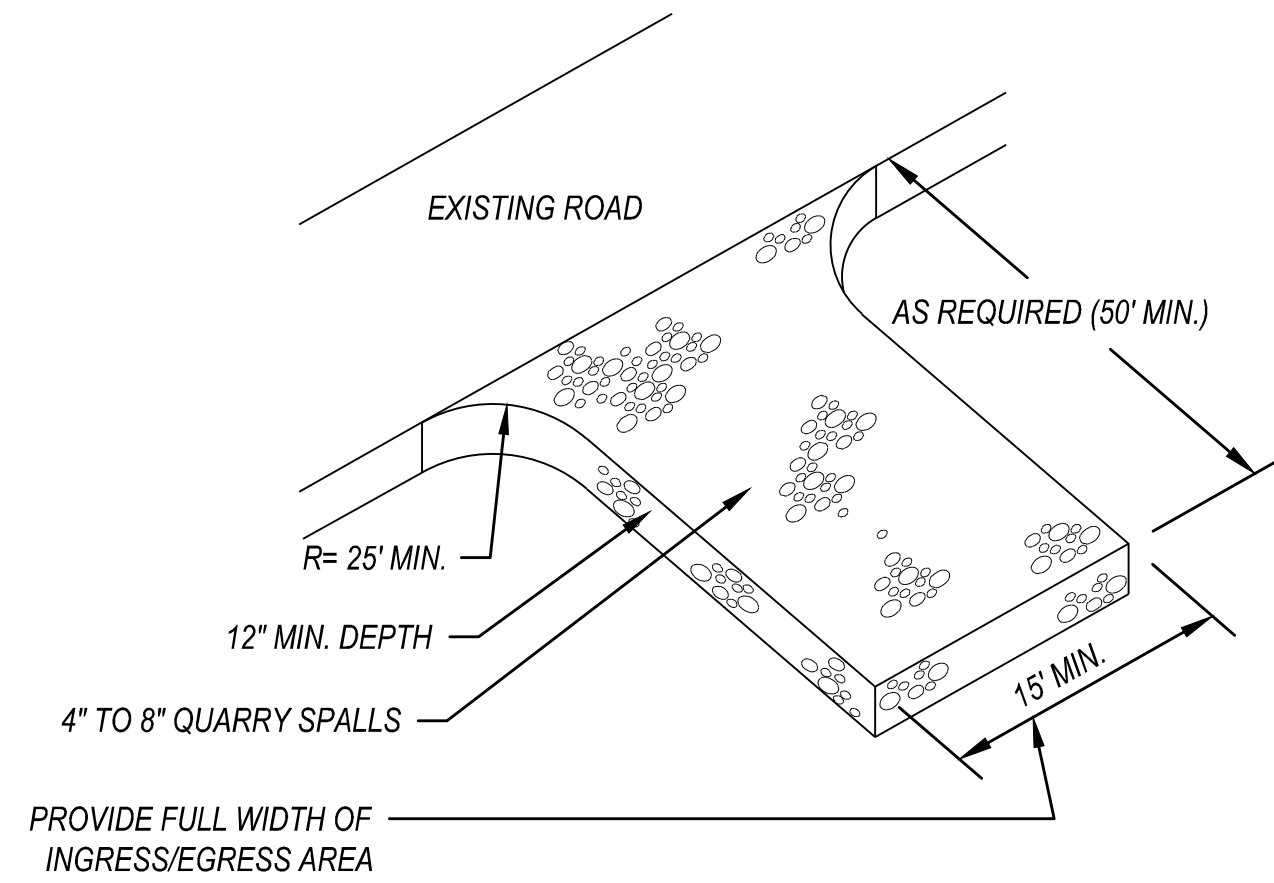 EXISTING ROAD
AS REQUIRED (50' MIN.)
R= 25' MIN.
12" MIN. DEPTH
4" TO 8" QUARRY SPALLS
15' MIN.
PROVIDE FULL WIDTH OF
INGRESS/EGRESS AREA